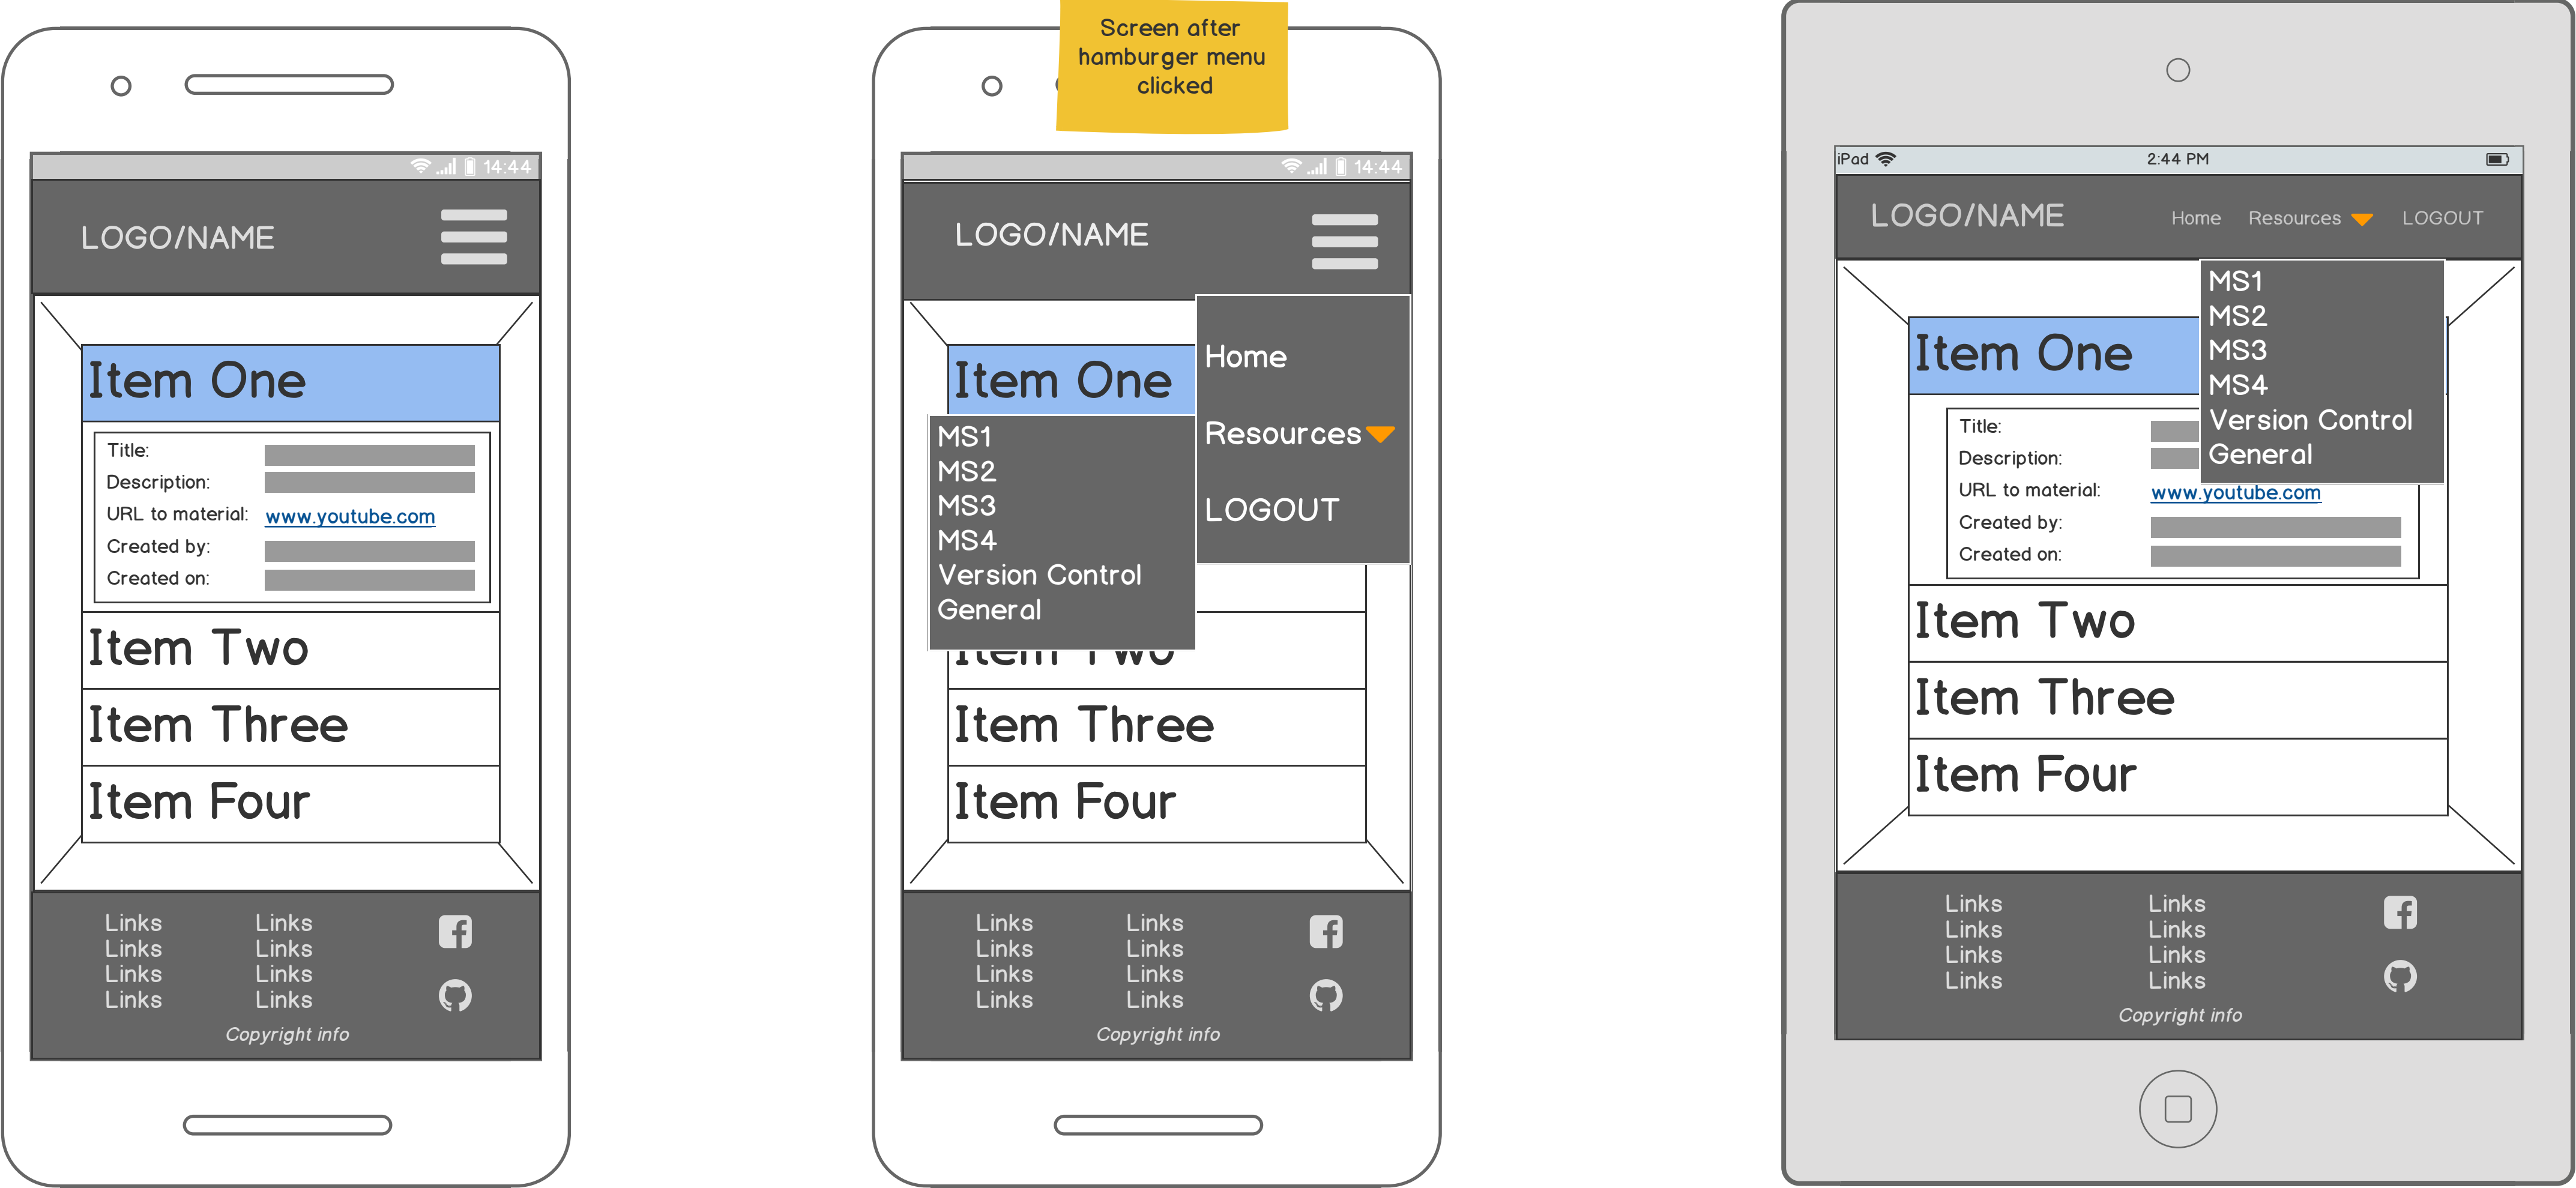 14:44
LOGO/NAME
Item One
Title:
Description:
URL to material: www.youtube.com
Created by:
Created on:
Item Two
Item Three
Item Four
Links Links
Links Links
Links Links
Links Links
Copyright info
Screen after
hamburger menu
clicked
14:44
LOGO/NAME
Home
Resources
LOGOUT
Item One
MS1
MS2
MS3
MS4
Version Control
General
Item Two
Item Three
Item Four
Links Links
Links Links
Links Links
Links Links
Copyright info
iPad 2:44 PM
LOGO/NAME Home Resources LOGOUT
MS1
MS2
MS3
MS4
Version Control
General
Item One
Title:
Description:
URL to material: www.youtube.com
Created by:
Created on:
Item Two
Item Three
Item Four
Links Links
Links Links
Links Links
Links Links
Copyright info